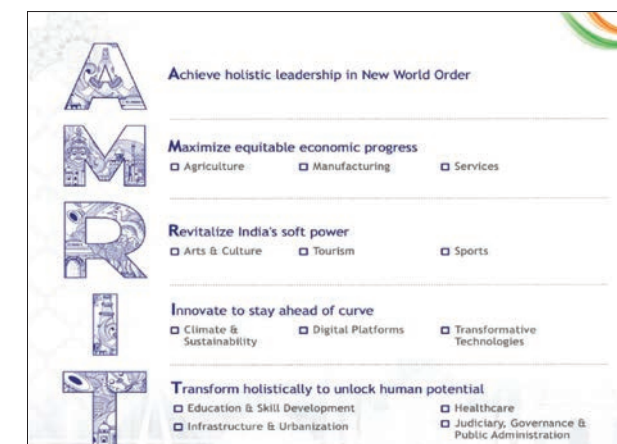 A
Achieve holistic leadership in New World Order
M
Maximize equitable economic progress
Agriculture Manufacturing Services
R
Revitalize India's soft power
Arts & Culture Tourism Sports
I
Innovate to stay ahead of curve
Climate & Sustainability Digital Platforms Transformative Technologies
T
Transform holistically to unlock human potential
Education & Skill Development Healthcare
Infrastructure & Urbanization Judiciary, Governance & Public Administration